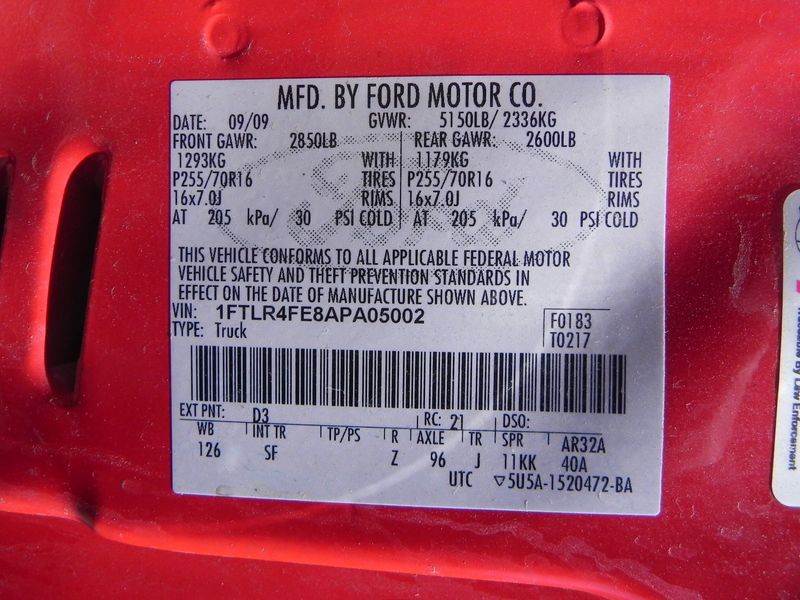 MFD. BY FORD MOTOR CO.
DATE: 09/09 GVWR: 5150LB/ 2336KG
FRONT GAWR: 2850LB REAR GAWR: 2600LB
1293KG WITH 1179KG WITH
P255/70R16 TIRES P255/70R16 TIRES
16x7.0J RIMS 16x7.0J RIMS
AT 205 kPa/ 30 PSI COLD AT 205 kPa/ 30 PSI COLD
THIS VEHICLE CONFORMS TO ALL APPLICABLE FEDERAL MOTOR
VEHICLE SAFETY AND THEFT PREVENTION STANDARDS IN
EFFECT ON THE DATE OF MANUFACTURE SHOWN ABOVE.
VIN: 1FTLR4FE8APA05002
TYPE: Truck
F0183
T0217
EXT PNT: D3 RC: 21 DSO:
WB INT TR TP/PS R AXLE TR SPR AR32A
126 SF Z 96 J 11KK 40A
UTC ▽5U5A-1520472-BA
By Law Enforcement